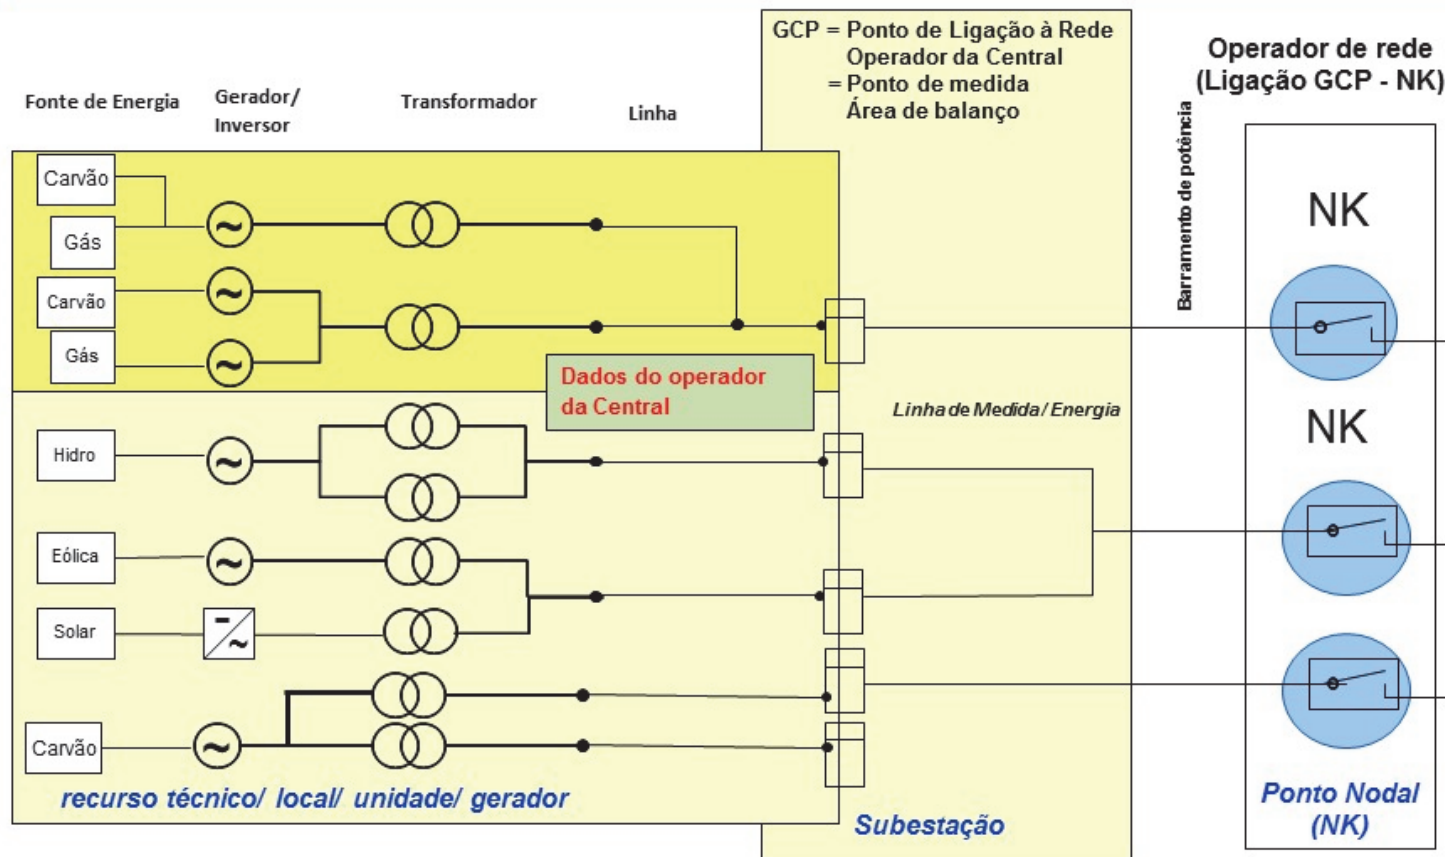 GCP = Ponto de Ligação à Rede
Operador da Central
= Ponto de medida
Área de balanço
Operador de rede
(Ligação GCP - NK)
Fonte de Energia
Gerador/
Inversor
Transformador
Linha
Barramento de potência
Carvão
Gás
Carvão
Gás
NK
Dados do operador
da Central
Linha de Medida/ Energia
NK
Hidro
Eólica
Solar
Carvão
recurso técnico/ local/ unidade/ gerador
Subestação
Ponto Nodal
(NK)